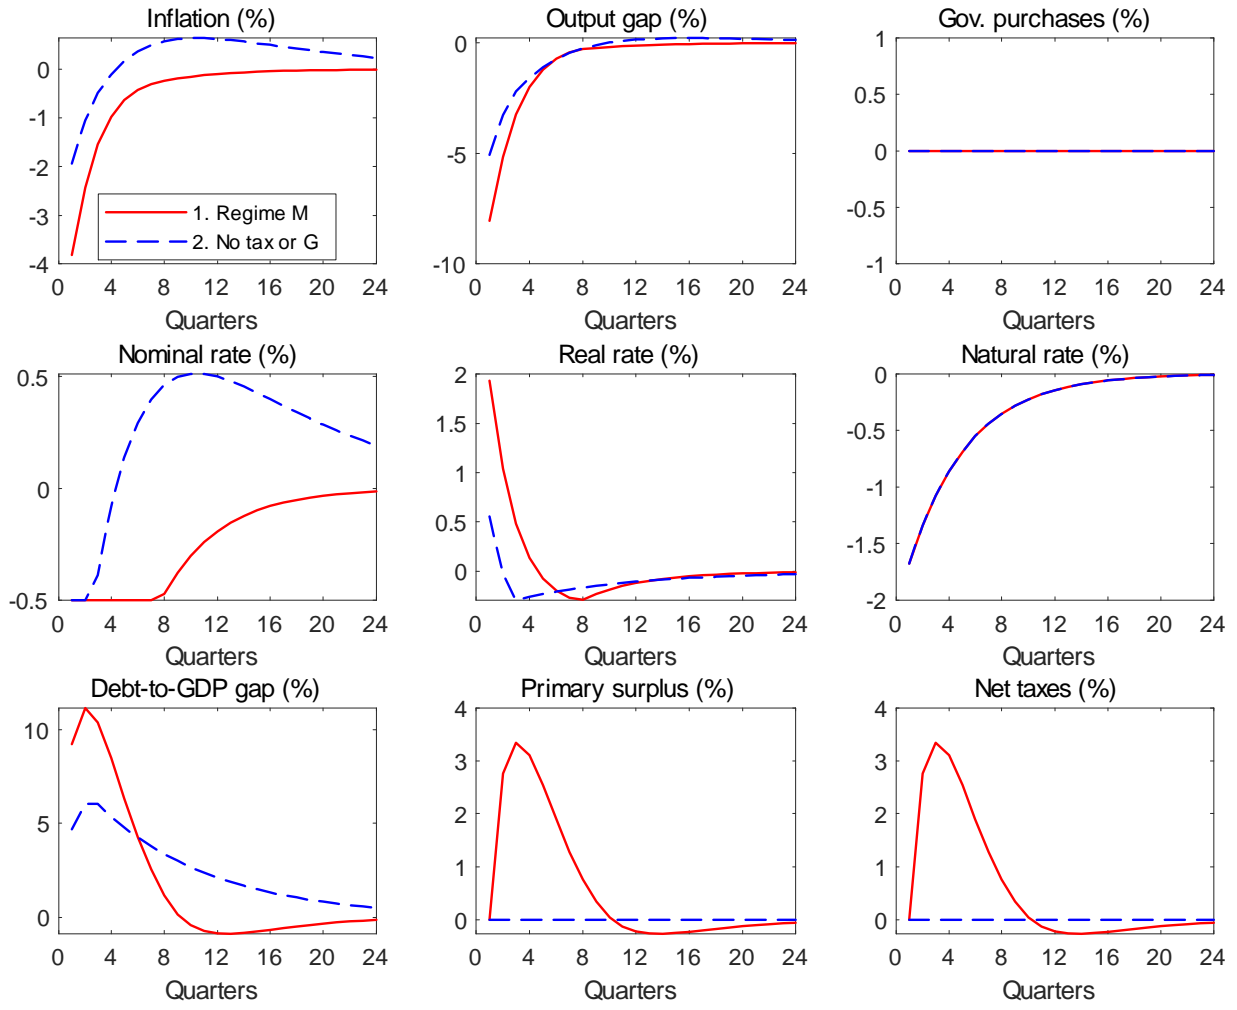 Inflation (%)
0
-1
-2
-3
-4
1. Regime M
2. No tax or G
0 4 8 12 16 20 24
Quarters
Output gap (%)
0
-5
-10
0 4 8 12 16 20 24
Quarters
Gov. purchases (%)
1
0.5
0
-0.5
-1
0 4 8 12 16 20 24
Quarters
Nominal rate (%)
0.5
0
-0.5
0 4 8 12 16 20 24
Quarters
Real rate (%)
2
1.5
1
0.5
0
0 4 8 12 16 20 24
Quarters
Natural rate (%)
0
-0.5
-1
-1.5
-2
0 4 8 12 16 20 24
Quarters
Debt-to-GDP gap (%)
10
5
0
0 4 8 12 16 20 24
Quarters
Primary surplus (%)
4
3
2
1
0
0 4 8 12 16 20 24
Quarters
Net taxes (%)
4
3
2
1
0
0 4 8 12 16 20 24
Quarters